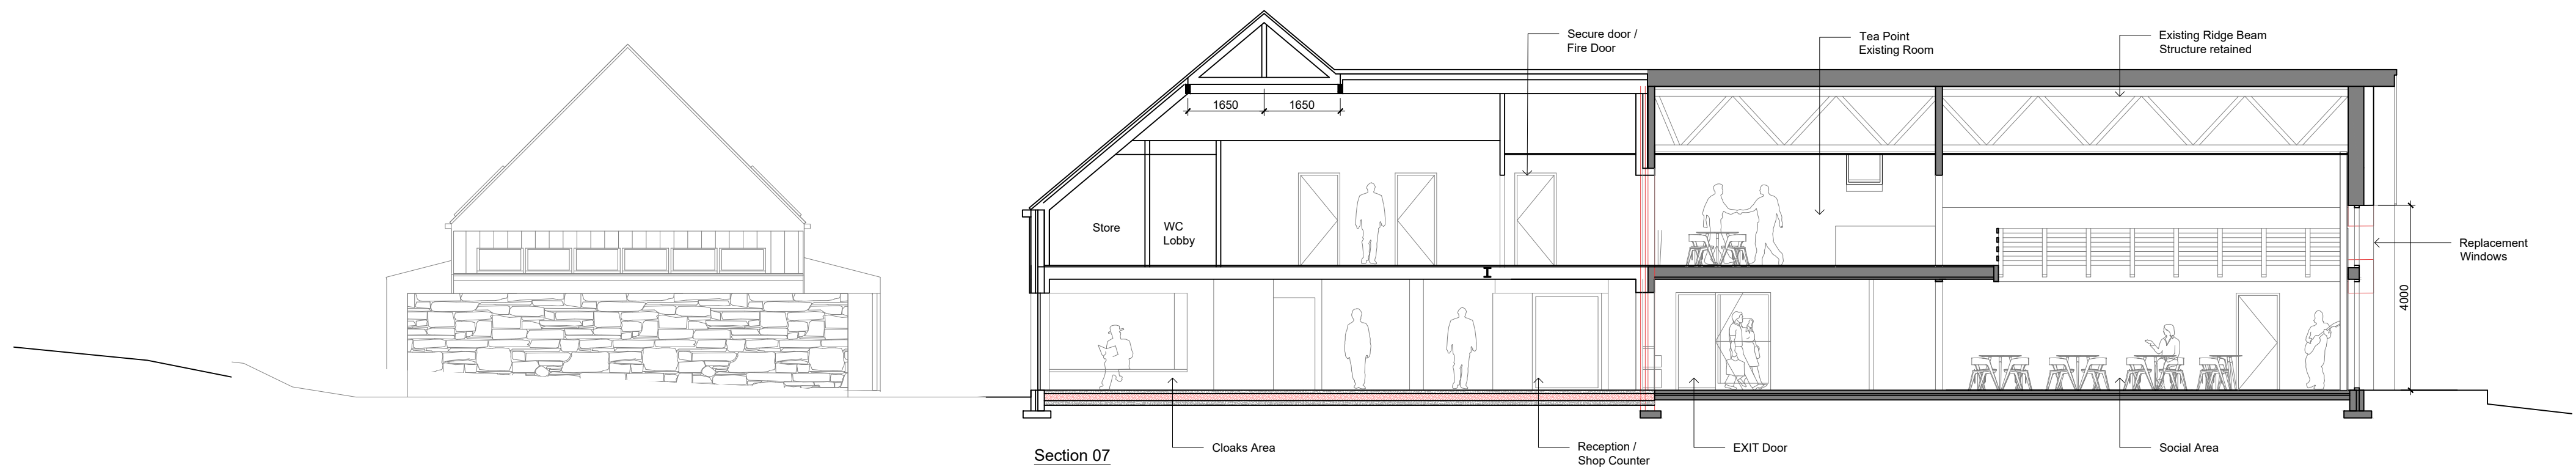 Secure door /
Fire Door
Tea Point
Existing Room
Existing Ridge Beam
Structure retained
1650
1650
Store
WC
Lobby
Replacement
Windows
4000
Cloaks Area
Reception /
Shop Counter
EXIT Door
Social Area
Section 07